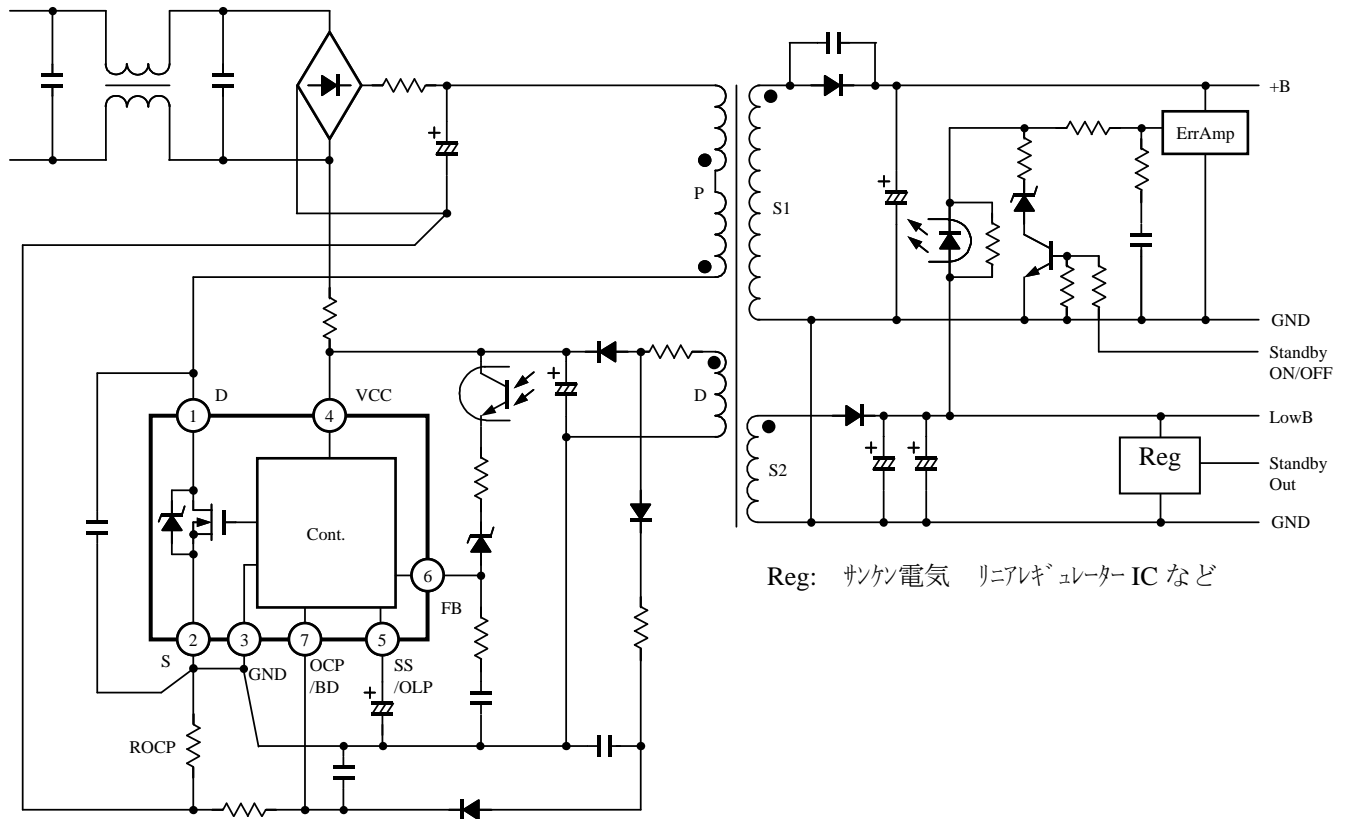 +B
ErrAmp
P
S1
GND
Standby
ON/OFF
D
VCC
D
1
4
LowB
S2
Reg
Standby
Out
Cont.
GND
6
FB
Reg: サンケン電気 リニアレギュレーター IC など
2
3
7
5
S
GND
OCP
/BD
SS
/OLP
ROCP
+
+
+
+
+
+